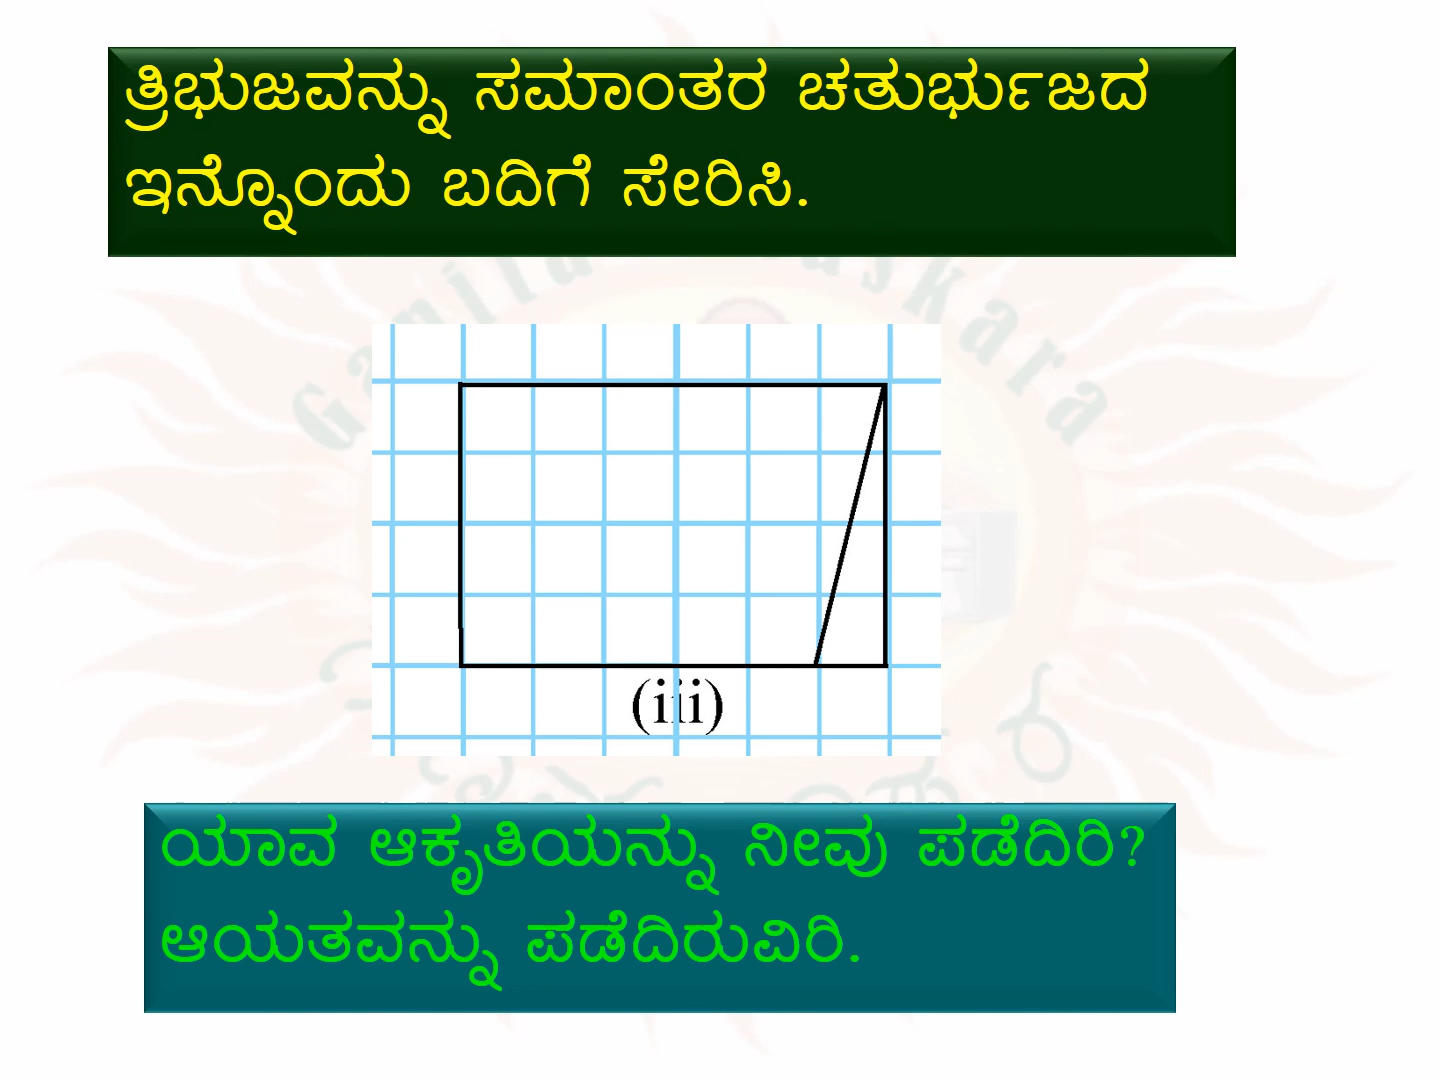 ತ್ರಿಭುಜವನ್ನು ಸಮಾಂತರ ಚತುರ್ಭುಜದ
ಇನ್ನೊಂದು ಬದಿಗೆ ಸೇರಿಸಿ.
(iii)
ಯಾವ ಆಕೃತಿಯನ್ನು ನೀವು ಪಡೆದಿರಿ?
ಆಯತವನ್ನು ಪಡೆದಿರುವಿರಿ.